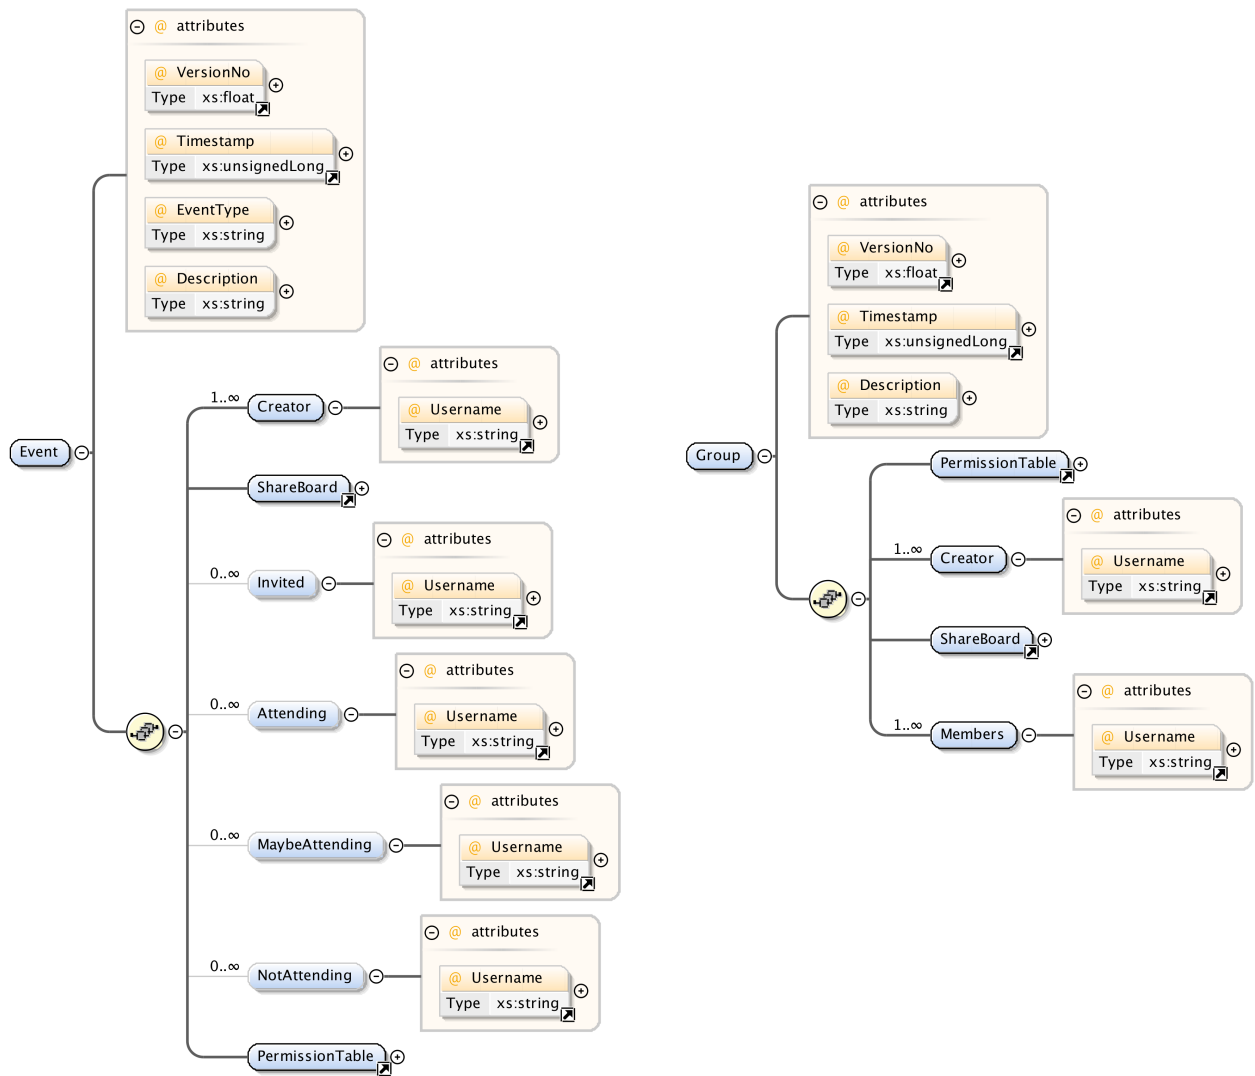 @ attributes
@ VersionNo
Type xs:float
@ Timestamp
Type xs:unsignedLong
@ EventType
Type xs:string
@ Description
Type xs:string
Event
1..∞
Creator
@ attributes
@ Username
Type xs:string
ShareBoard
0..∞
Invited
@ attributes
@ Username
Type xs:string
0..∞
Attending
@ attributes
@ Username
Type xs:string
0..∞
MaybeAttending
@ attributes
@ Username
Type xs:string
0..∞
NotAttending
@ attributes
@ Username
Type xs:string
PermissionTable
@ attributes
@ VersionNo
Type xs:float
@ Timestamp
Type xs:unsignedLong
@ Description
Type xs:string
Group
PermissionTable
1..∞
Creator
@ attributes
@ Username
Type xs:string
ShareBoard
1..∞
Members
@ attributes
@ Username
Type xs:string